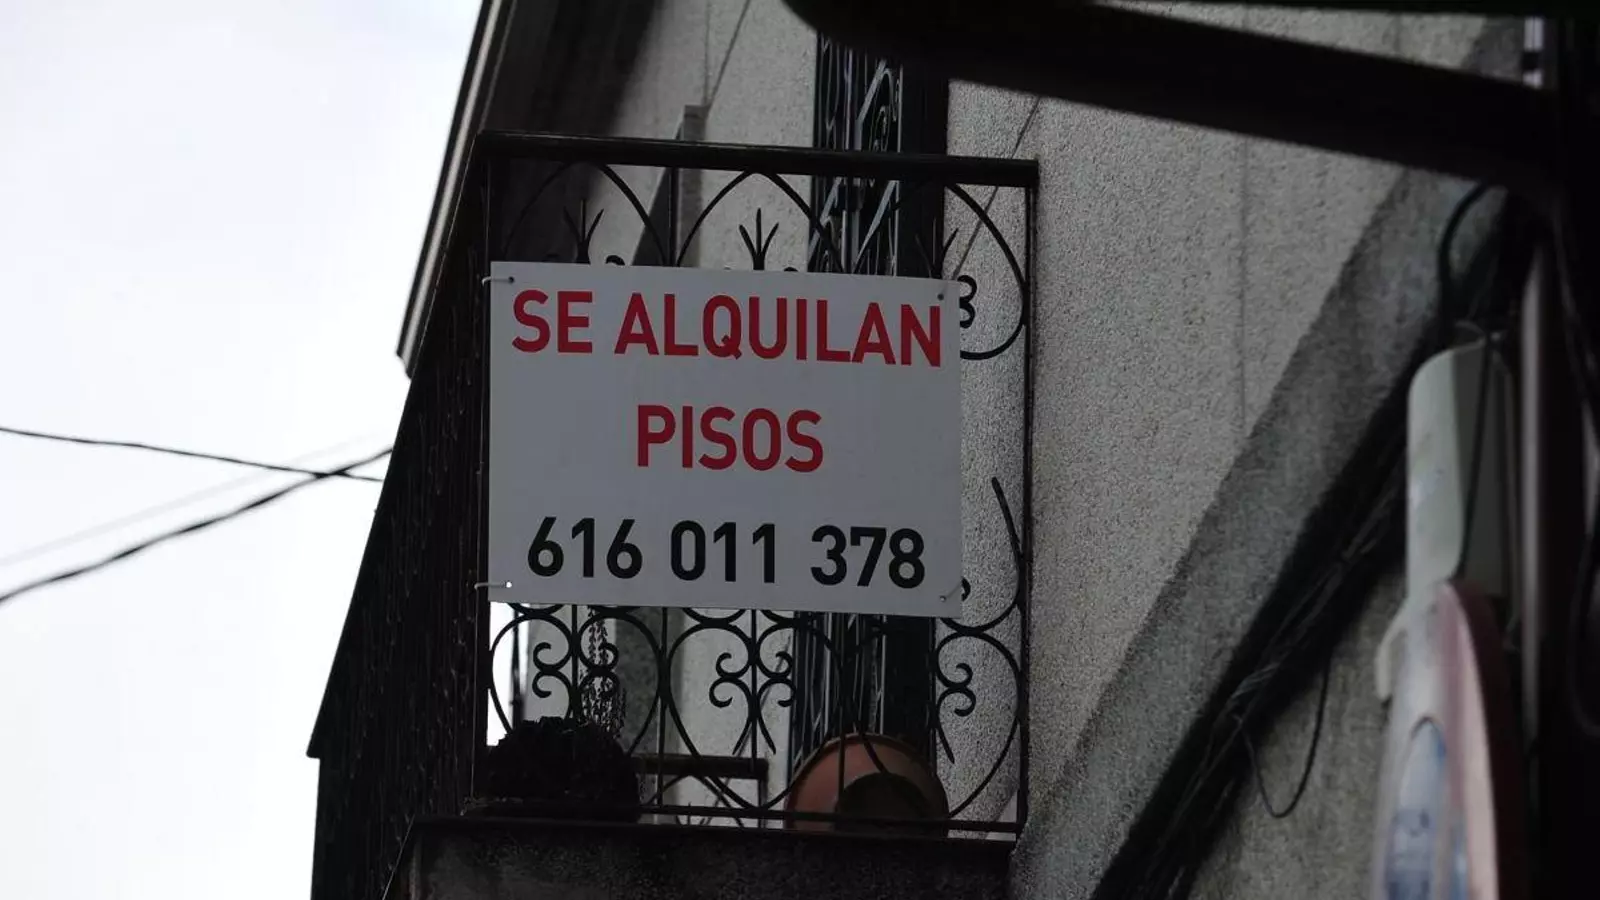 SE ALQUILAN
PISOS
616 011 378